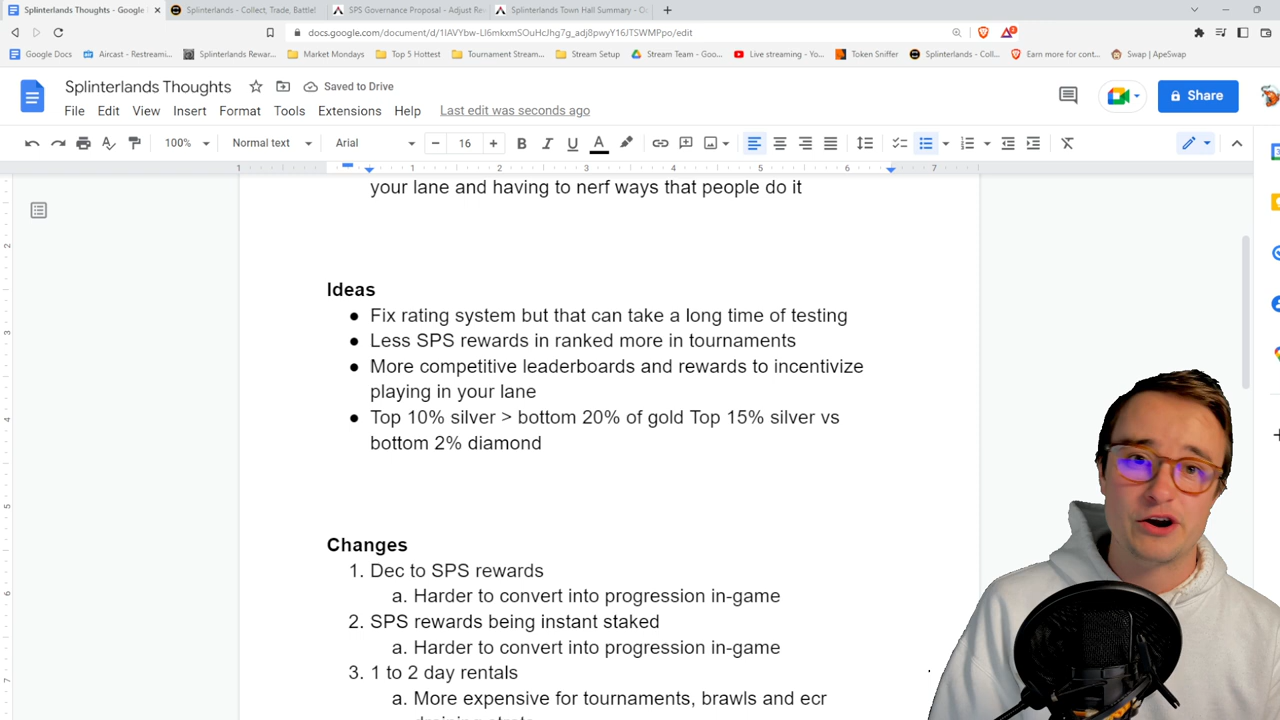 Splinterlands Thoughts - Google
Splinterlands - Collect, Trade, Battle!
SPS Governance Proposal - Adjust Re
Splinterlands Town Hall Summary - O
docs.google.com/document/d/
Google Docs
Aircast - Restreami...
Splinterlands Rewar...
Market Mondays
Top 5 Hottest
Tournament Stream...
Stream Setup
Stream Team - Goo...
Live streaming - Yo...
Token Sniffer
Splinterlands - Coll...
Earn more for cont...
Swap | ApeSwap
Splinterlands Thoughts
Saved to Drive
File Edit View Insert Format Tools Extensions Help Last edit was seconds ago
Share
100% Normal text Arial 16
1 1 2 3 4 5 6 7
your lane and having to nerf ways that people do it
Ideas
● Fix rating system but that can take a long time of testing
● Less SPS rewards in ranked more in tournaments
● More competitive leaderboards and rewards to incentivize
playing in your lane
● Top 10% silver > bottom 20% of gold Top 15% silver vs
bottom 2% diamond
Changes
1. Dec to SPS rewards
a. Harder to convert into progression in-game
2. SPS rewards being instant staked
a. Harder to convert into progression in-game
3. 1 to 2 day rentals
a. More expensive for tournaments, brawls and ecr